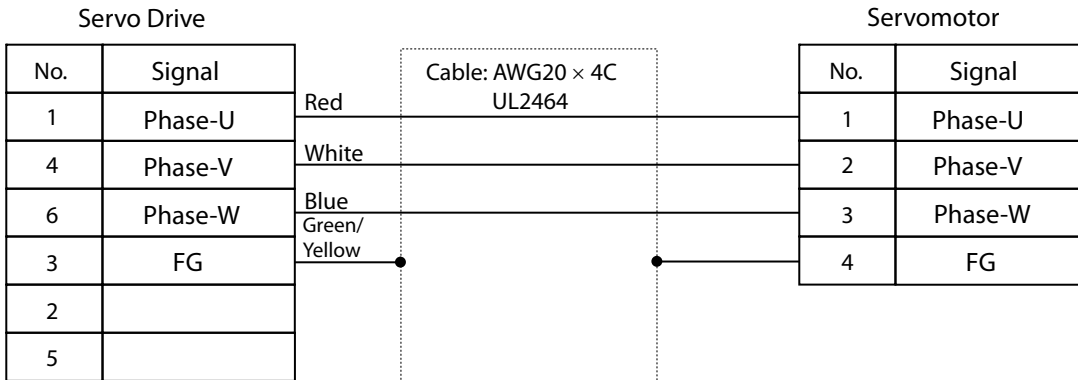 Servo Drive
Servomotor
No. Signal
Cable: AWG20 × 4C
UL2464
No. Signal
1 Phase-U
Red
1 Phase-U
4 Phase-V
White
2 Phase-V
6 Phase-W
Blue
3 Phase-W
3 FG
Green/
Yellow
4 FG
2
5